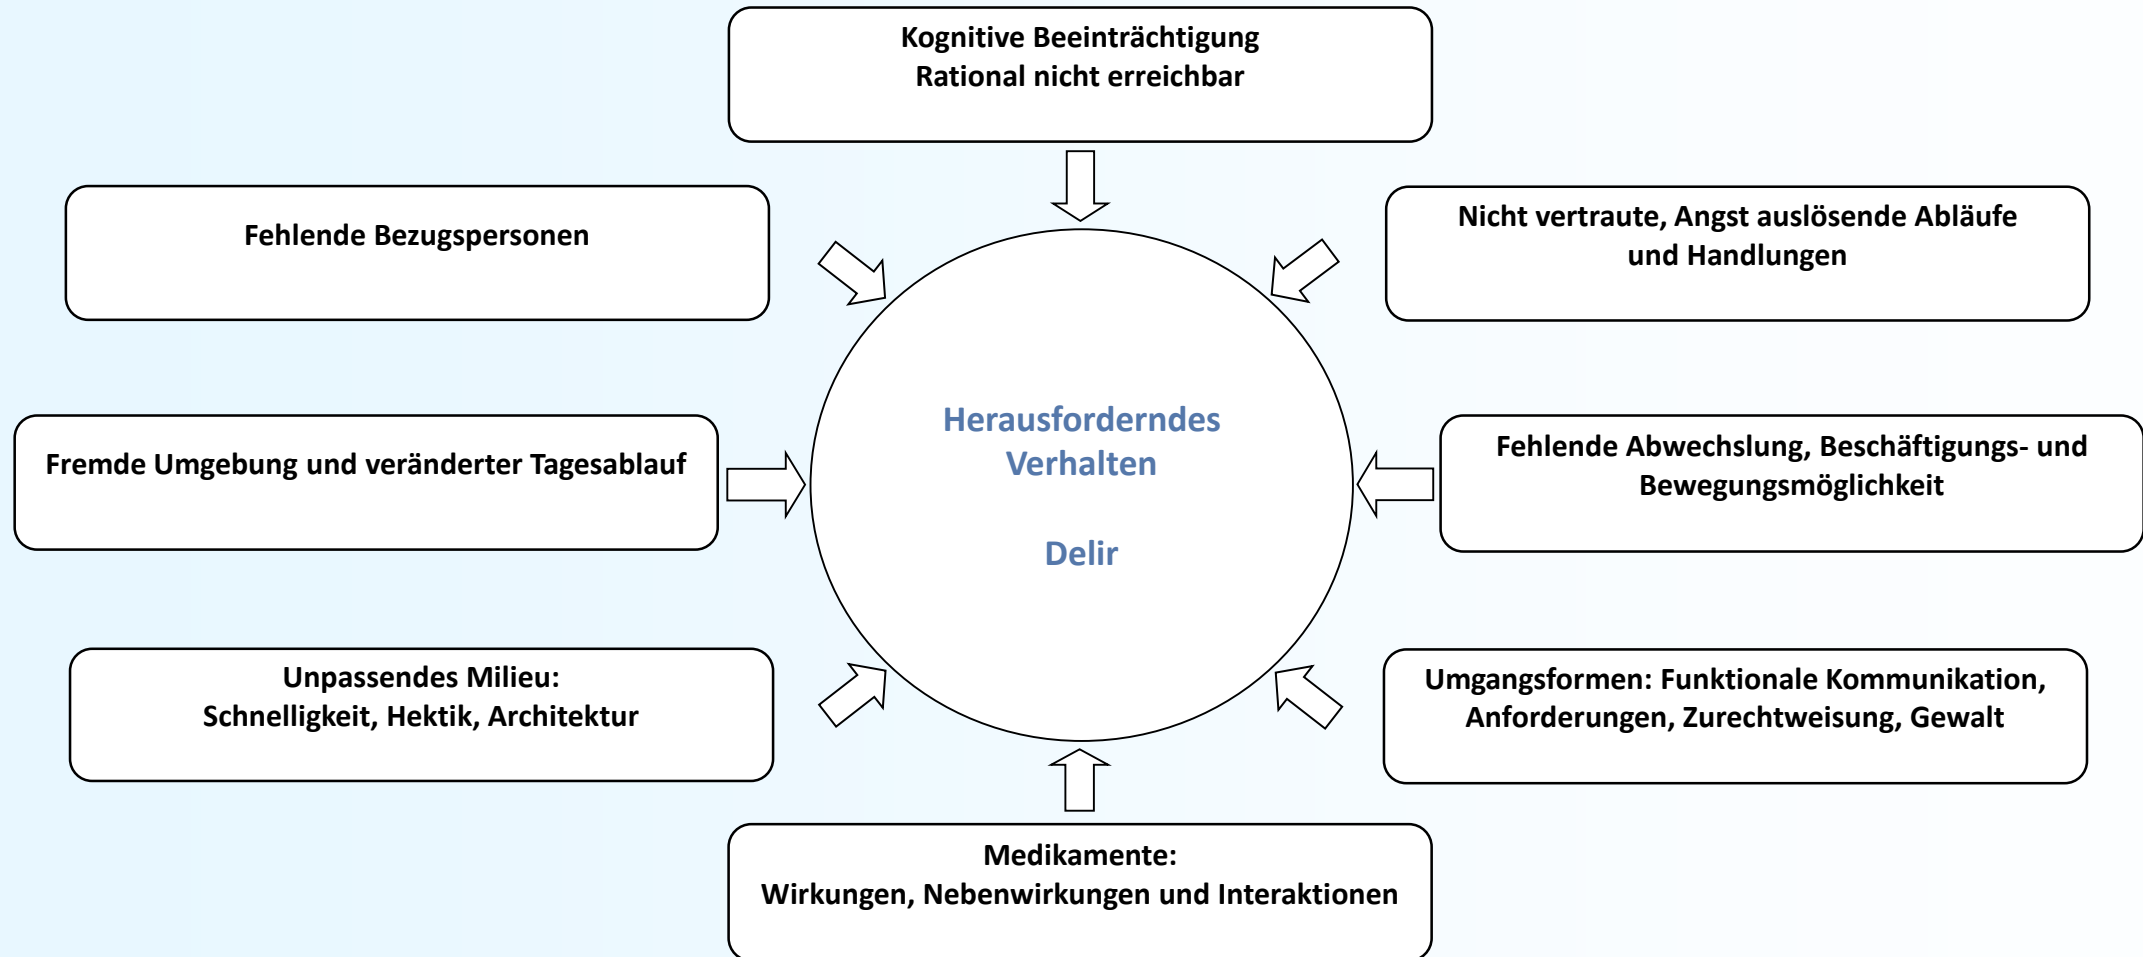 Kognitive Beeinträchtigung
Rational nicht erreichbar
Fehlende Bezugspersonen
Nicht vertraute, Angst auslösende Abläufe
und Handlungen
Herausforderndes
Verhalten
Delir
Fremde Umgebung und veränderter Tagesablauf
Fehlende Abwechslung, Beschäftigungs- und
Bewegungsmöglichkeit
Unpassendes Milieu:
Schnelligkeit, Hektik, Architektur
Umgangsformen: Funktionale Kommunikation,
Anforderungen, Zurechtweisung, Gewalt
Medikamente:
Wirkungen, Nebenwirkungen und Interaktionen